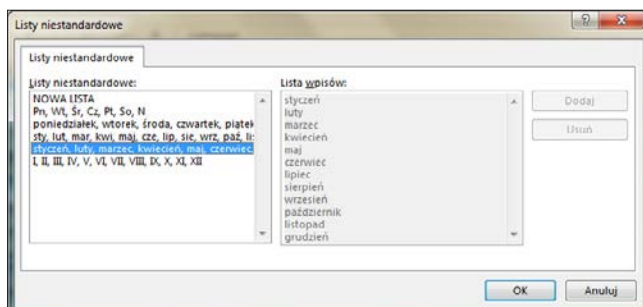 Listy niestandardowe
Listy niestandardowe
Listy niestandardowe:
NOWA LISTA
Pn, Wt, Śr, Cz, Pt, So, N
poniedziałek, wtorek, środa, czwartek, piątek
sty, lut, mar, kwi, maj, cze, lip, sie, wrz, paź, li
styczeń, luty, marzec, kwiecień, maj, czerwiec,
I, II, III, IV, V, VI, VII, VIII, IX, X, XI, XII
Lista wpisów:
styczeń
luty
marzec
kwiecień
maj
czerwiec
lipiec
sierpień
wrzesień
październik
listopad
grudzień
Dodaj
Usuń
OK
Anuluj